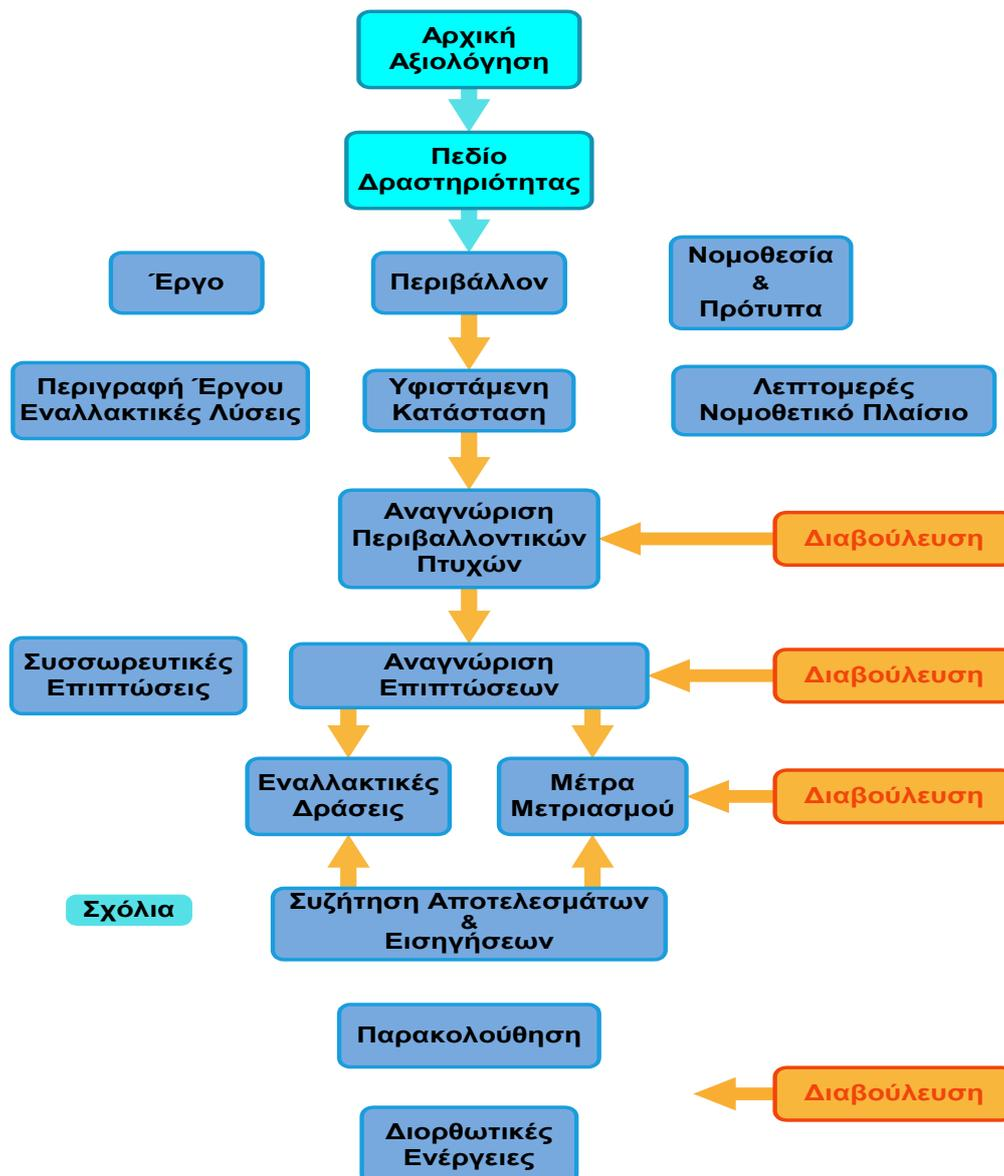 Αρχική
Αξιολόγηση
Πεδίο
Δραστηριότητας
Έργο
Περιβάλλον
Νομοθεσία
&
Πρότυπα
Περιγραφή Έργου
Εναλλακτικές Λύσεις
Υφιστάμενη
Κατάσταση
Λεπτομερές
Νομοθετικό Πλαίσιο
Αναγνώριση
Περιβαλλοντικών
Πτυχών
Διαβούλευση
Συσσωρευτικές
Επιπτώσεις
Αναγνώριση
Επιπτώσεων
Διαβούλευση
Εναλλακτικές
Δράσεις
Μέτρα
Μετριασμού
Διαβούλευση
Σχόλια
Συζήτηση Αποτελεσμάτων
&
Εισηγήσεων
Παρακολούθηση
Διαβούλευση
Διορθωτικές
Ενέργειες